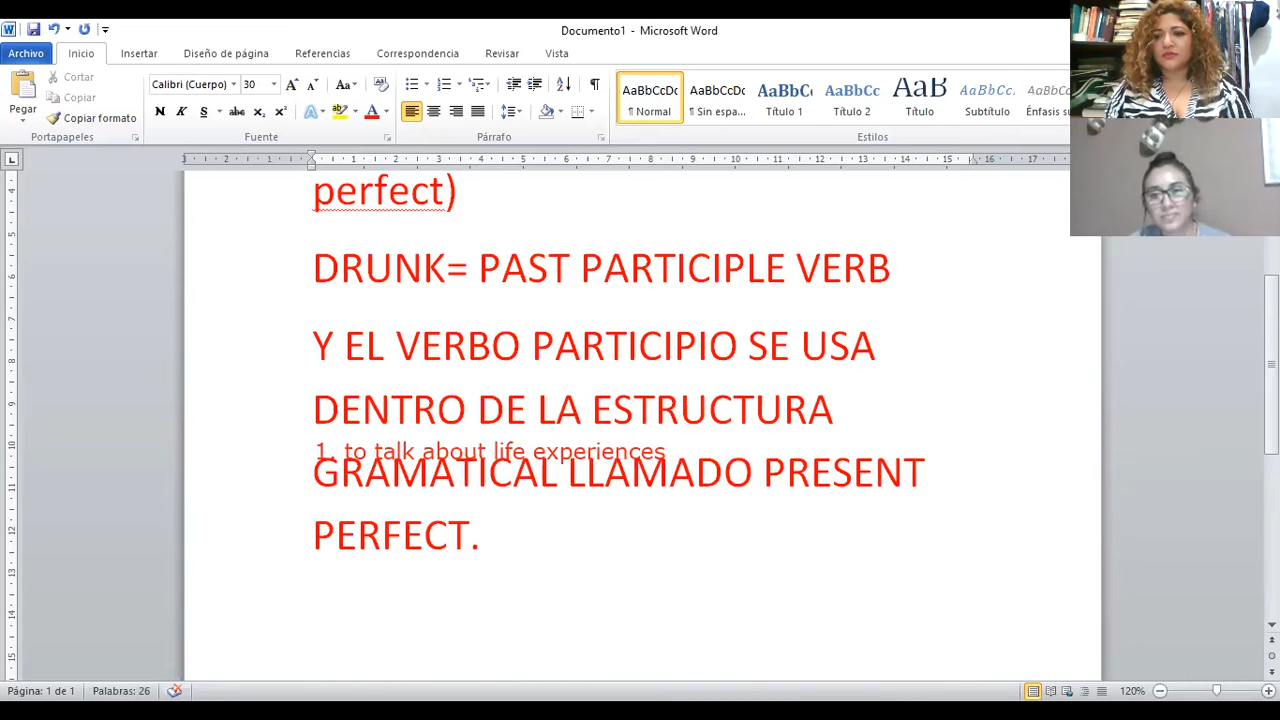 Documento1 - Microsoft Word
Archivo Inicio Insertar Diseño de página Referencias Correspondencia Revisar Vista
Pegar
Cortar
Copiar
Copiar formato
Portapapeles
Calibri (Cuerpo) 30
Fuente
Párrafo
AaBbCcDc AaBbCcDc AaBbCc AaBbCc AaB AaBbCc. AaBbCcDc
¶ Normal ¶ Sin espa... Título 1 Título 2 Título Subtítulo Énfasis sutil
Estilos
perfect)
DRUNK= PAST PARTICIPLE VERB
Y EL VERBO PARTICIPIO SE USA
DENTRO DE LA ESTRUCTURA
1. to talk about life experiences
GRAMATICAL LLAMADO PRESENT
PERFECT.
Página: 1 de 1 Palabras: 26 120%